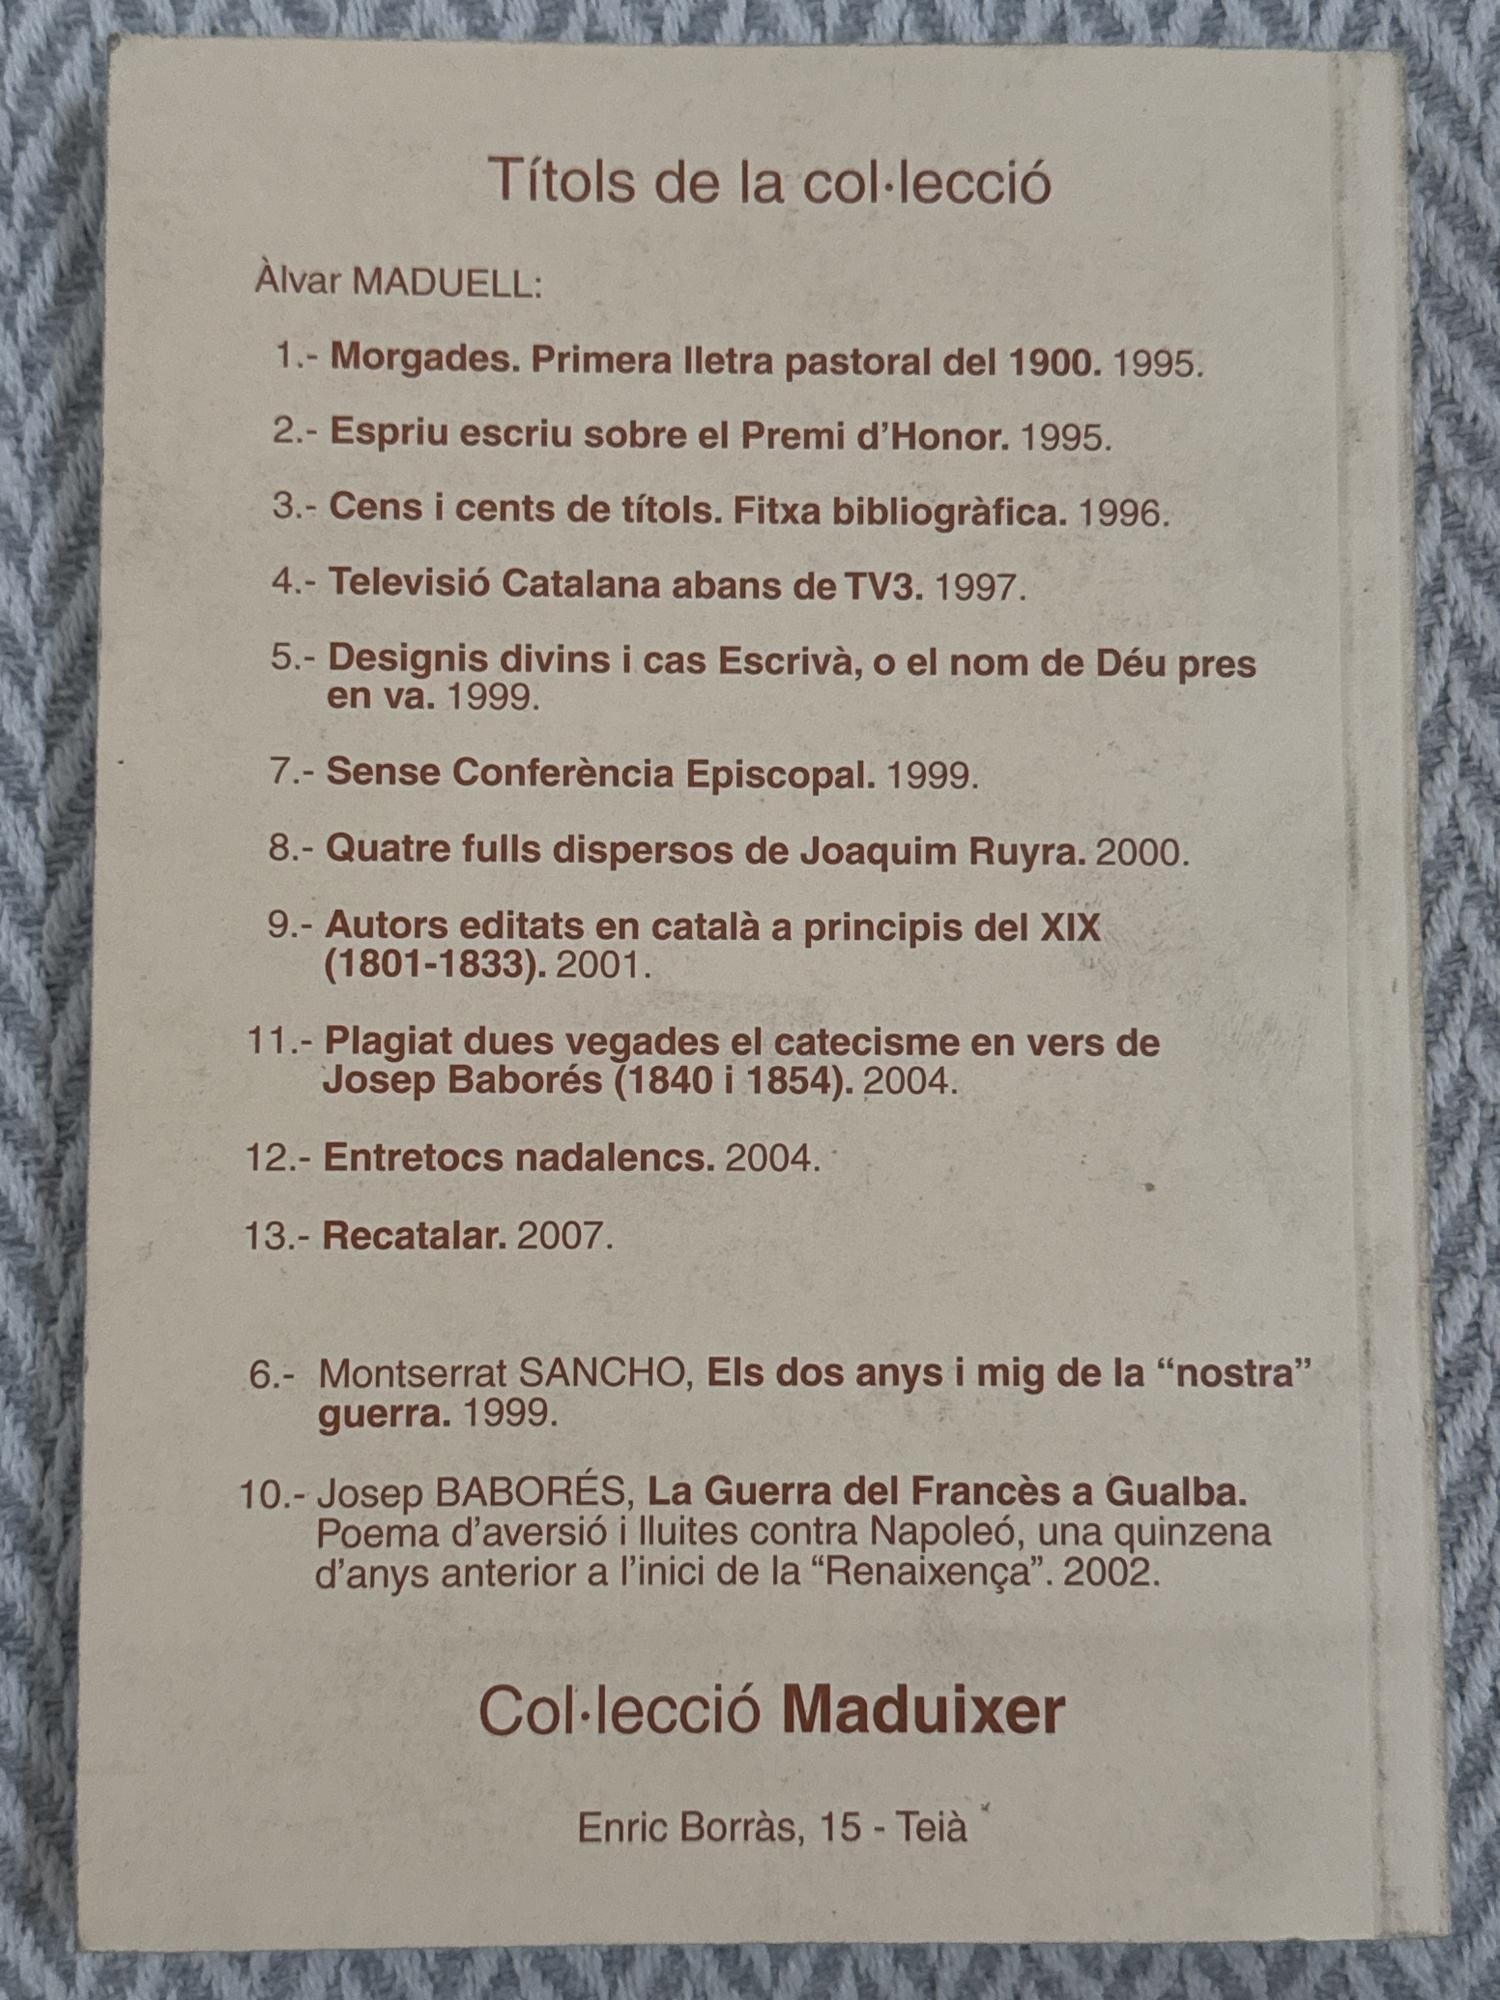 Títols de la col·lecció
Àlvar MADUELL:
1.- Morgades. Primera lletra pastoral del 1900. 1995.
2.- Espriu escriu sobre el Premi d'Honor. 1995.
3.- Cens i cents de títols. Fitxa bibliogràfica. 1996.
4.- Televisió Catalana abans de TV3. 1997.
5.- Designis divins i cas Escrivà, o el nom de Déu pres
en va. 1999.
7.- Sense Conferència Episcopal. 1999.
8.- Quatre fulls dispersos de Joaquim Ruyra. 2000.
9.- Autors editats en català a principis del XIX
(1801-1833). 2001.
11.- Plagiat dues vegades el catecisme en vers de
Josep Baborés (1840 i 1854). 2004.
12.- Entretocs nadalencs. 2004.
13.- Recatalar. 2007.
6.- Montserrat SANCHO, Els dos anys i mig de la “nostra”
guerra. 1999.
10.- Josep BABORÉS, La Guerra del Francès a Gualba.
Poema d'aversió i lluites contra Napoleó, una quinzena
d'anys anterior a l'inici de la “Renaixença”. 2002.
Col·lecció Maduixer
Enric Borràs, 15 - Teià